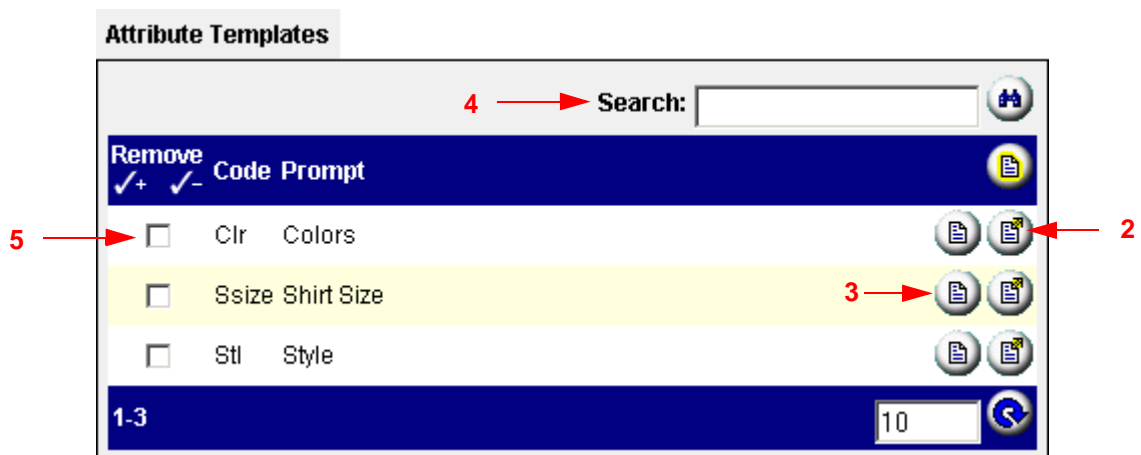 Attribute Templates
4 Search:
Remove
✓+ ✓- Code Prompt
5 Clr Colors 2
Ssize Shirt Size 3
Stl Style
1-3 10